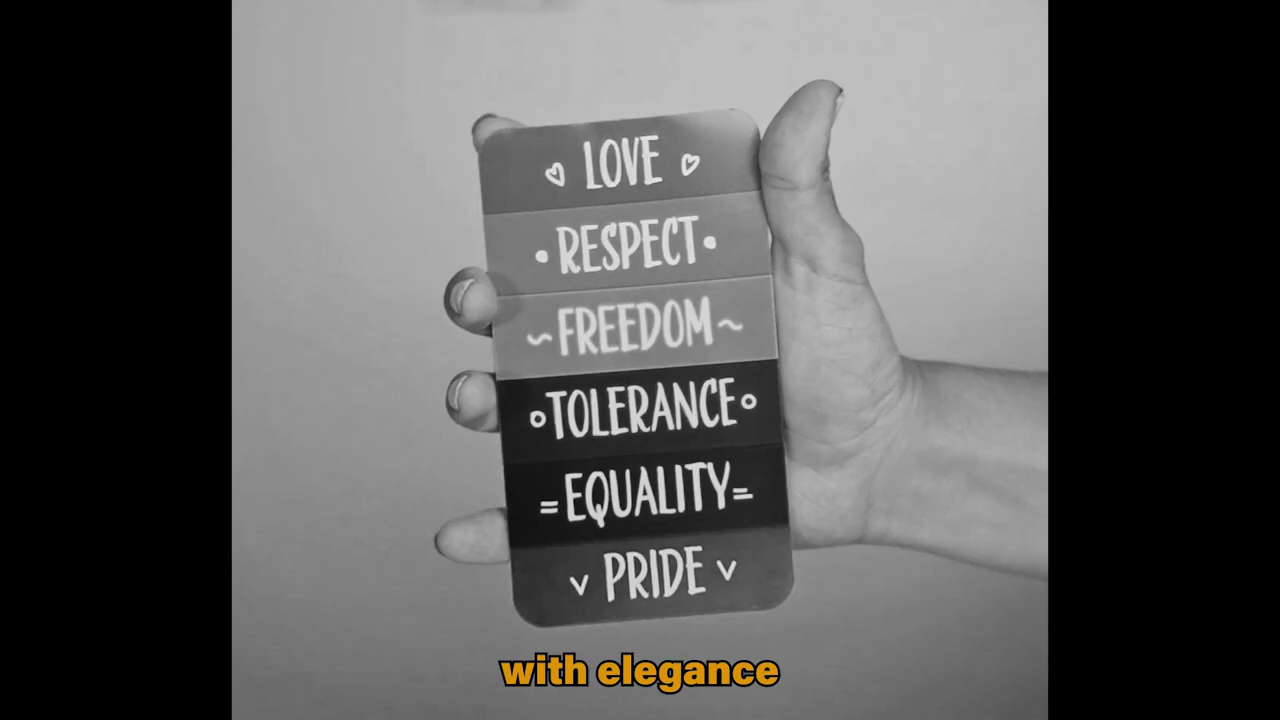 ♡ LOVE ♡
• RESPECT •
~ FREEDOM ~
° TOLERANCE °
= EQUALITY =
v PRIDE v
with elegance